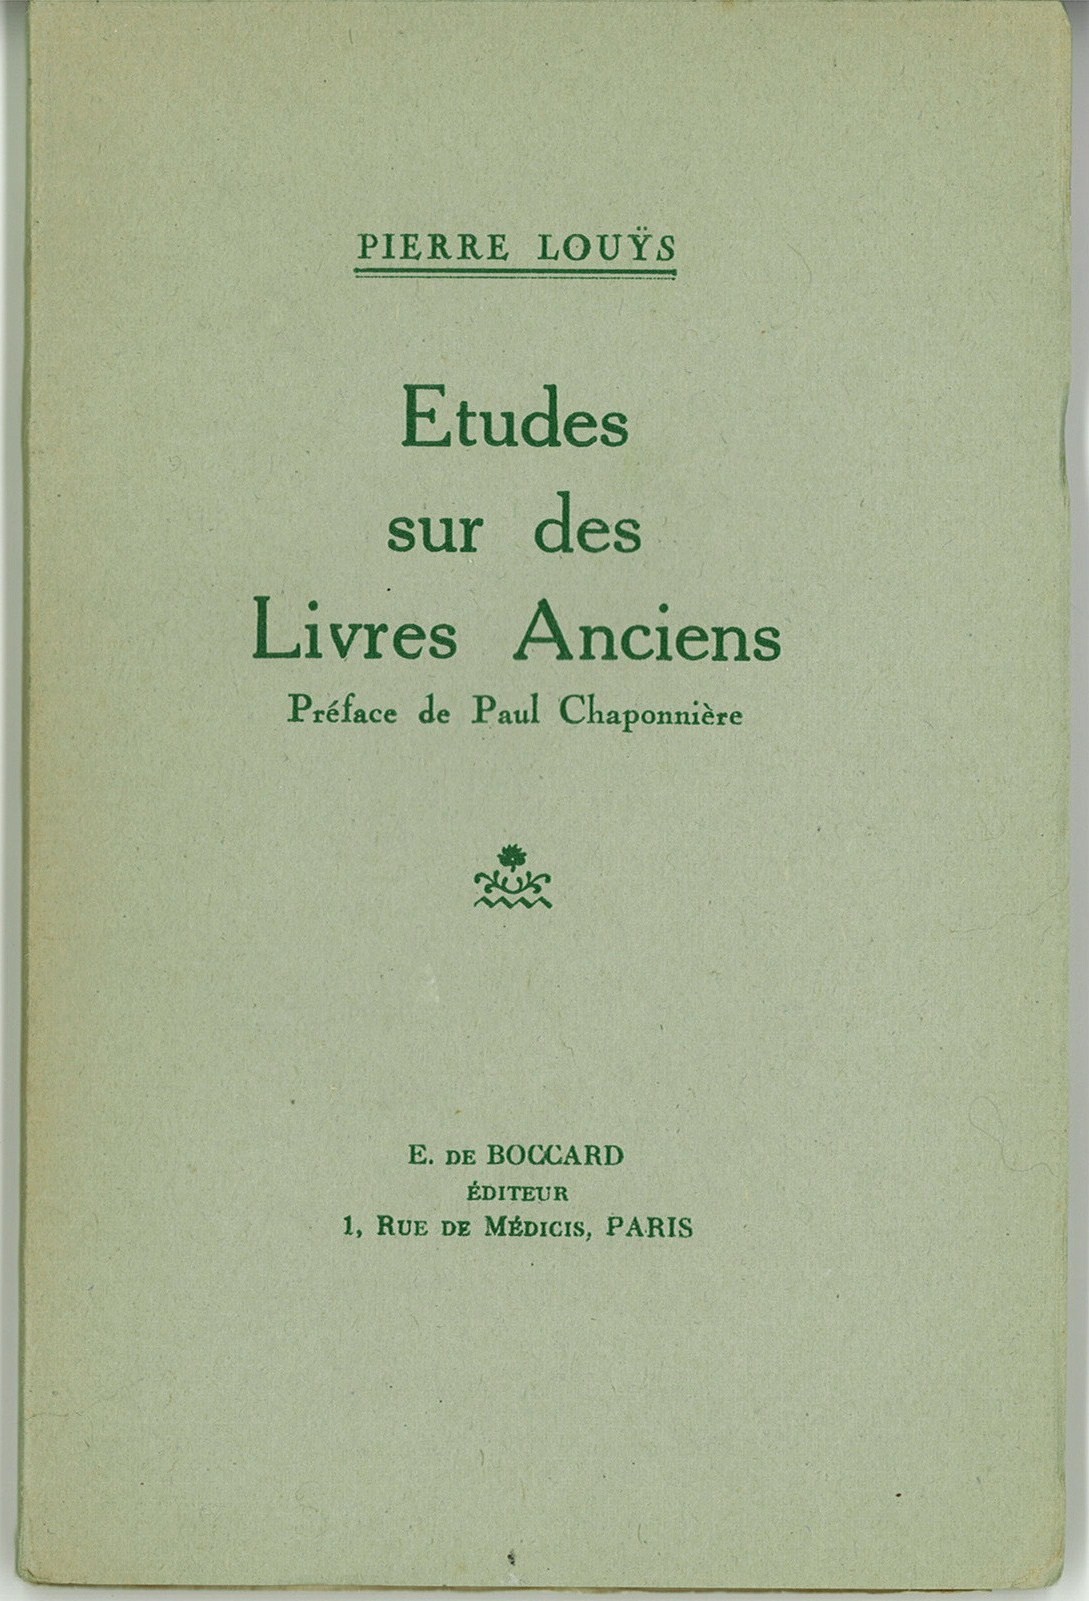 PIERRE LOUŸS
Etudes
sur des
Livres Anciens
Préface de Paul Chaponnière
E. DE BOCCARD
ÉDITEUR
1, RUE DE MÉDICIS, PARIS